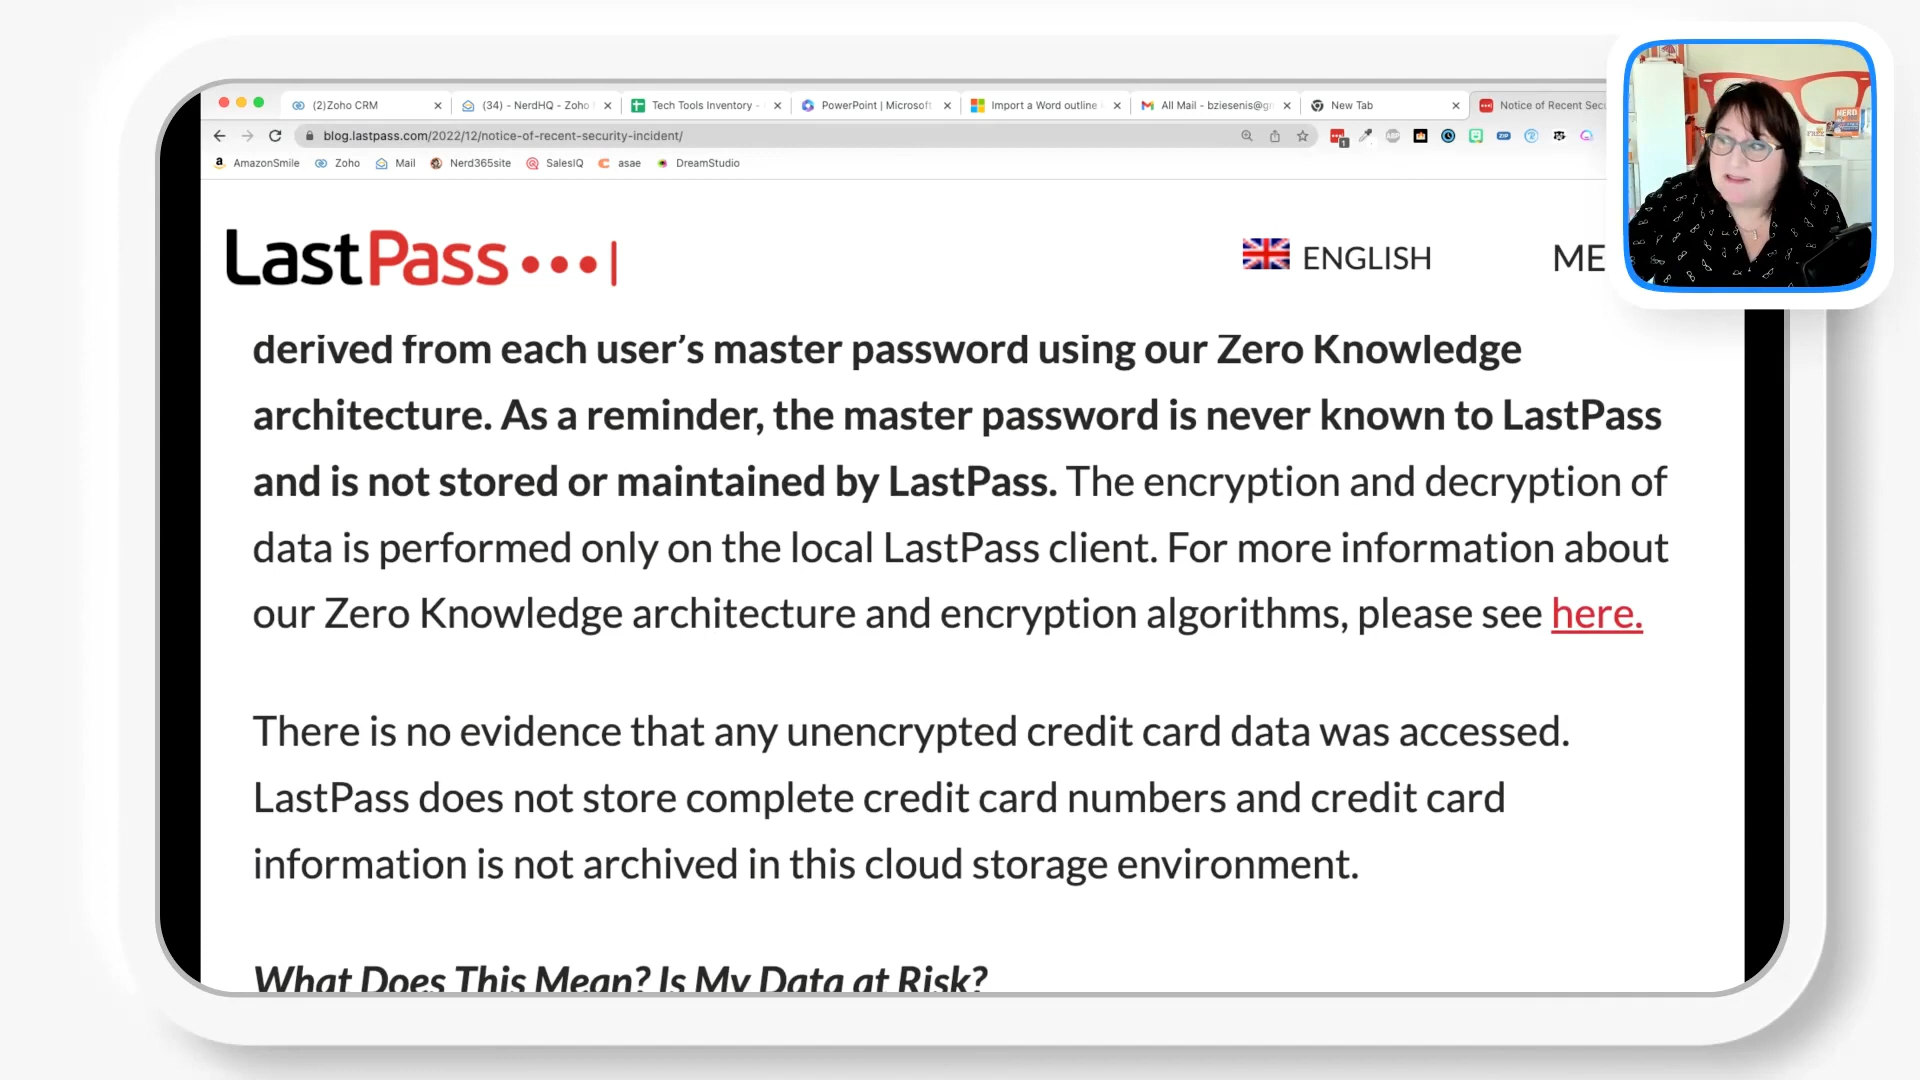 (2)Zoho CRM
(34) - NerdHQ - Zoho
Tech Tools Inventory -
PowerPoint | Microsoft
Import a Word outline
All Mail - bziesenis@g
New Tab
Notice of Recent Secu
blog.lastpass.com/2022/12/notice-of-recent-security-incident/
AmazonSmile
Zoho
Mail
Nerd365site
SalesIQ
asae
DreamStudio
LastPass
ENGLISH
ME
derived from each user’s master password using our Zero Knowledge
architecture. As a reminder, the master password is never known to LastPass
and is not stored or maintained by LastPass. The encryption and decryption of
data is performed only on the local LastPass client. For more information about
our Zero Knowledge architecture and encryption algorithms, please see here.
There is no evidence that any unencrypted credit card data was accessed.
LastPass does not store complete credit card numbers and credit card
information is not archived in this cloud storage environment.
What Does This Mean? Is My Data at Risk?
NERD